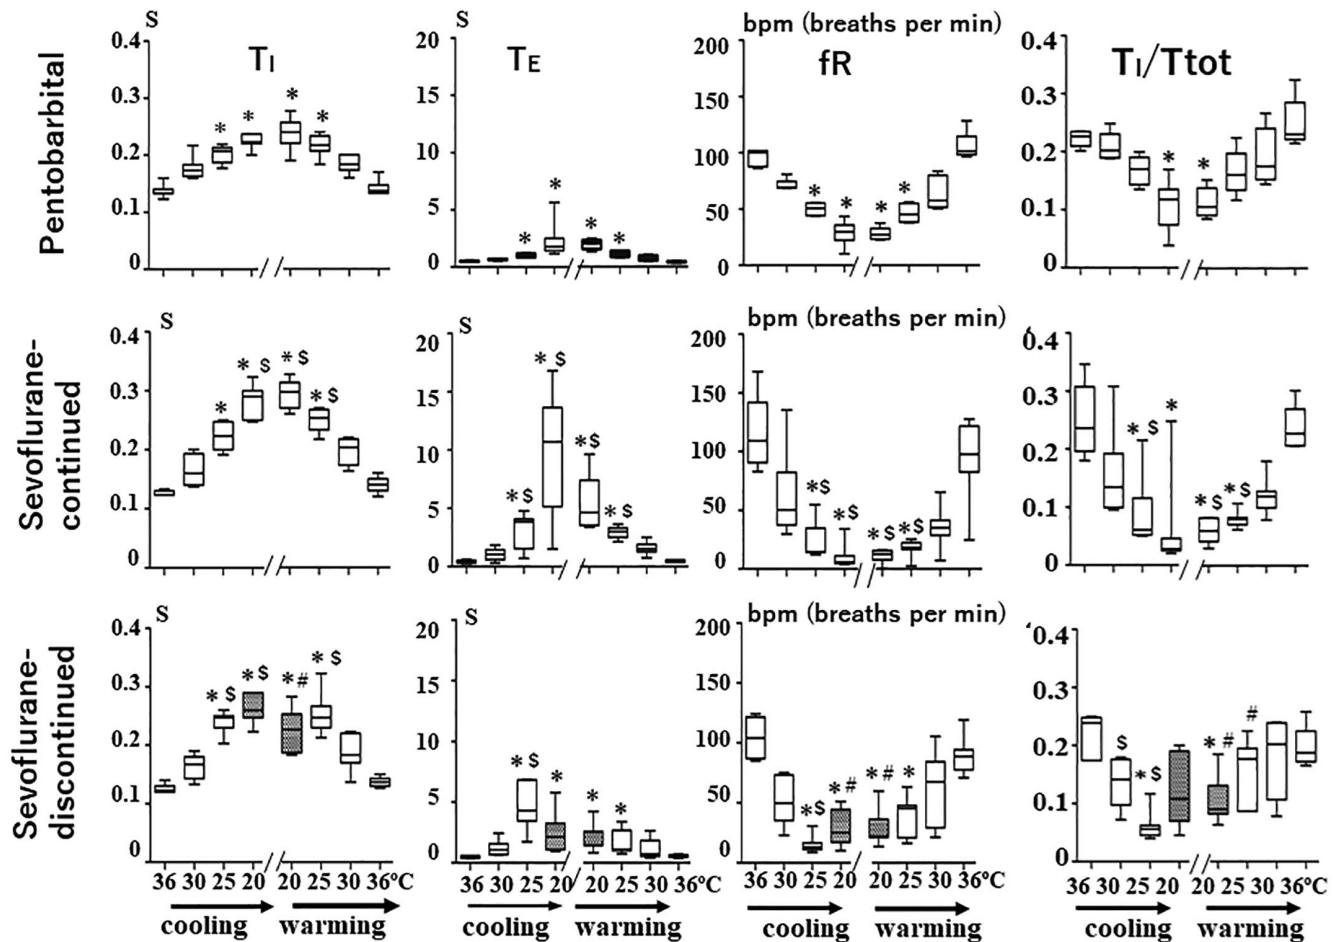 S S bpm (breaths per min)
Pentobarbital
TI TE fR TI/Ttot
0.4 20 200 0.4
0.3 15 150 0.3
0.2 10 100 0.2
0.1 5 50 0.1
0 0 0 0
* * * *
* * * *
* * * *
* *
S S bpm (breaths per min)
Sevoflurane-
continued
0.4 20 200 0.4
0.3 15 150 0.3
0.2 10 100 0.2
0.1 5 50 0.1
0 0 0 0
* *$ *$ *$
*$ *$ *$ *$
*$ *$ *$ *$
*$ * *$ *$
S S bpm (breaths per min)
Sevoflurane-
discontinued
0.4 20 200 0.4
0.3 15 150 0.3
0.2 10 100 0.2
0.1 5 50 0.1
0 0 0 0
*$ *$ *# *$
*$ * * *
*$ *# *# *
$ *$ *# #
36 30 25 20 20 25 30 36ºC 36 30 25 20 20 25 30 36ºC 36 30 25 20 20 25 30 36ºC 36 30 25 20 20 25 30 36ºC
cooling warming cooling warming cooling warming cooling warming